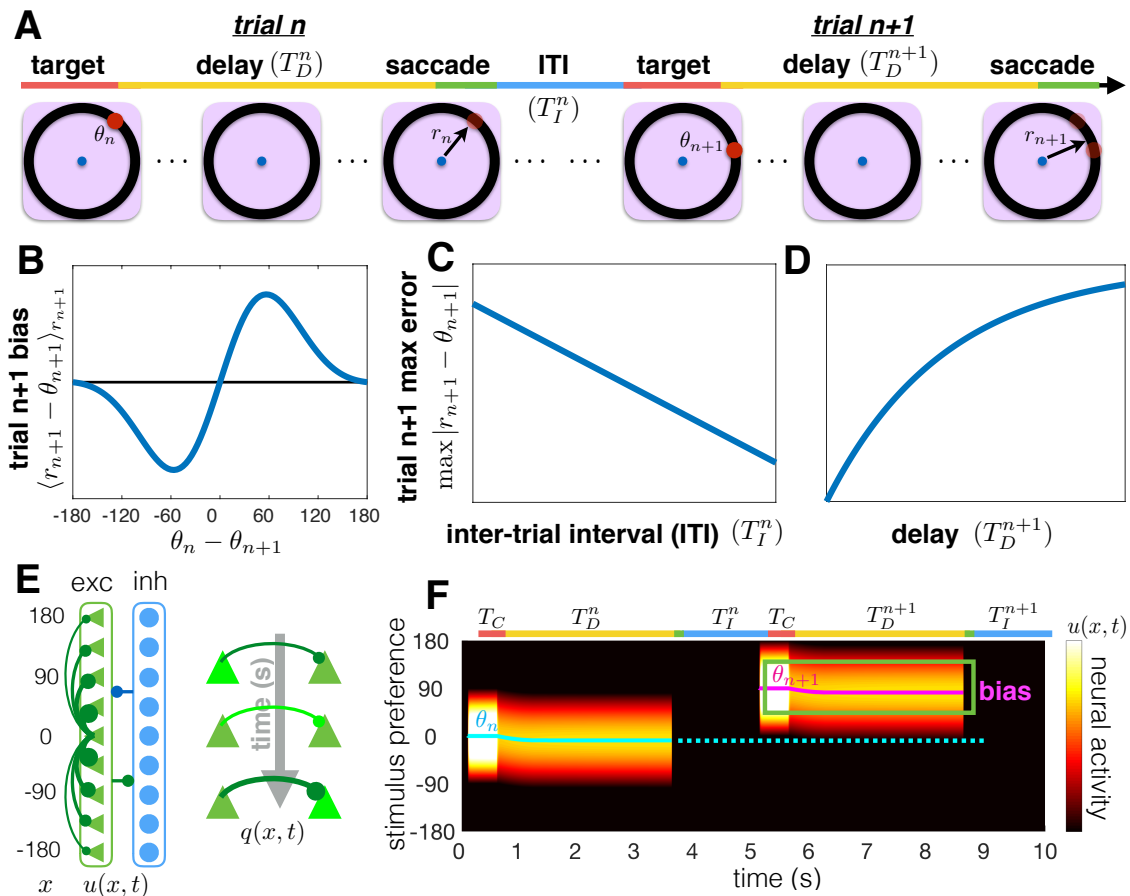 A
trial n
trial n+1
target
delay (T_D^n)
saccade
ITI
(T_I^n)
target
delay (T_D^{n+1})
saccade
θ_n
· · ·
· · ·
r_n
· · · · · ·
θ_{n+1}
· · ·
· · ·
r_{n+1}
B
trial n+1 bias
⟨r_{n+1} − θ_{n+1}⟩_{r_{n+1}}
-180 -120 -60 0 60 120 180
θ_n − θ_{n+1}
C
trial n+1 max error
max |r_{n+1} − θ_{n+1}|
inter-trial interval (ITI) (T_I^n)
D
delay (T_D^{n+1})
E
exc
inh
180
90
0
-90
-180
x
u(x, t)
time (s)
q(x, t)
F
T_C
T_D^n
T_I^n
T_C
T_D^{n+1}
T_I^{n+1}
u(x, t)
stimulus preference
180
90
0
-90
-180
θ_n
θ_{n+1}
bias
neural activity
0 1 2 3 4 5 6 7 8 9 10
time (s)